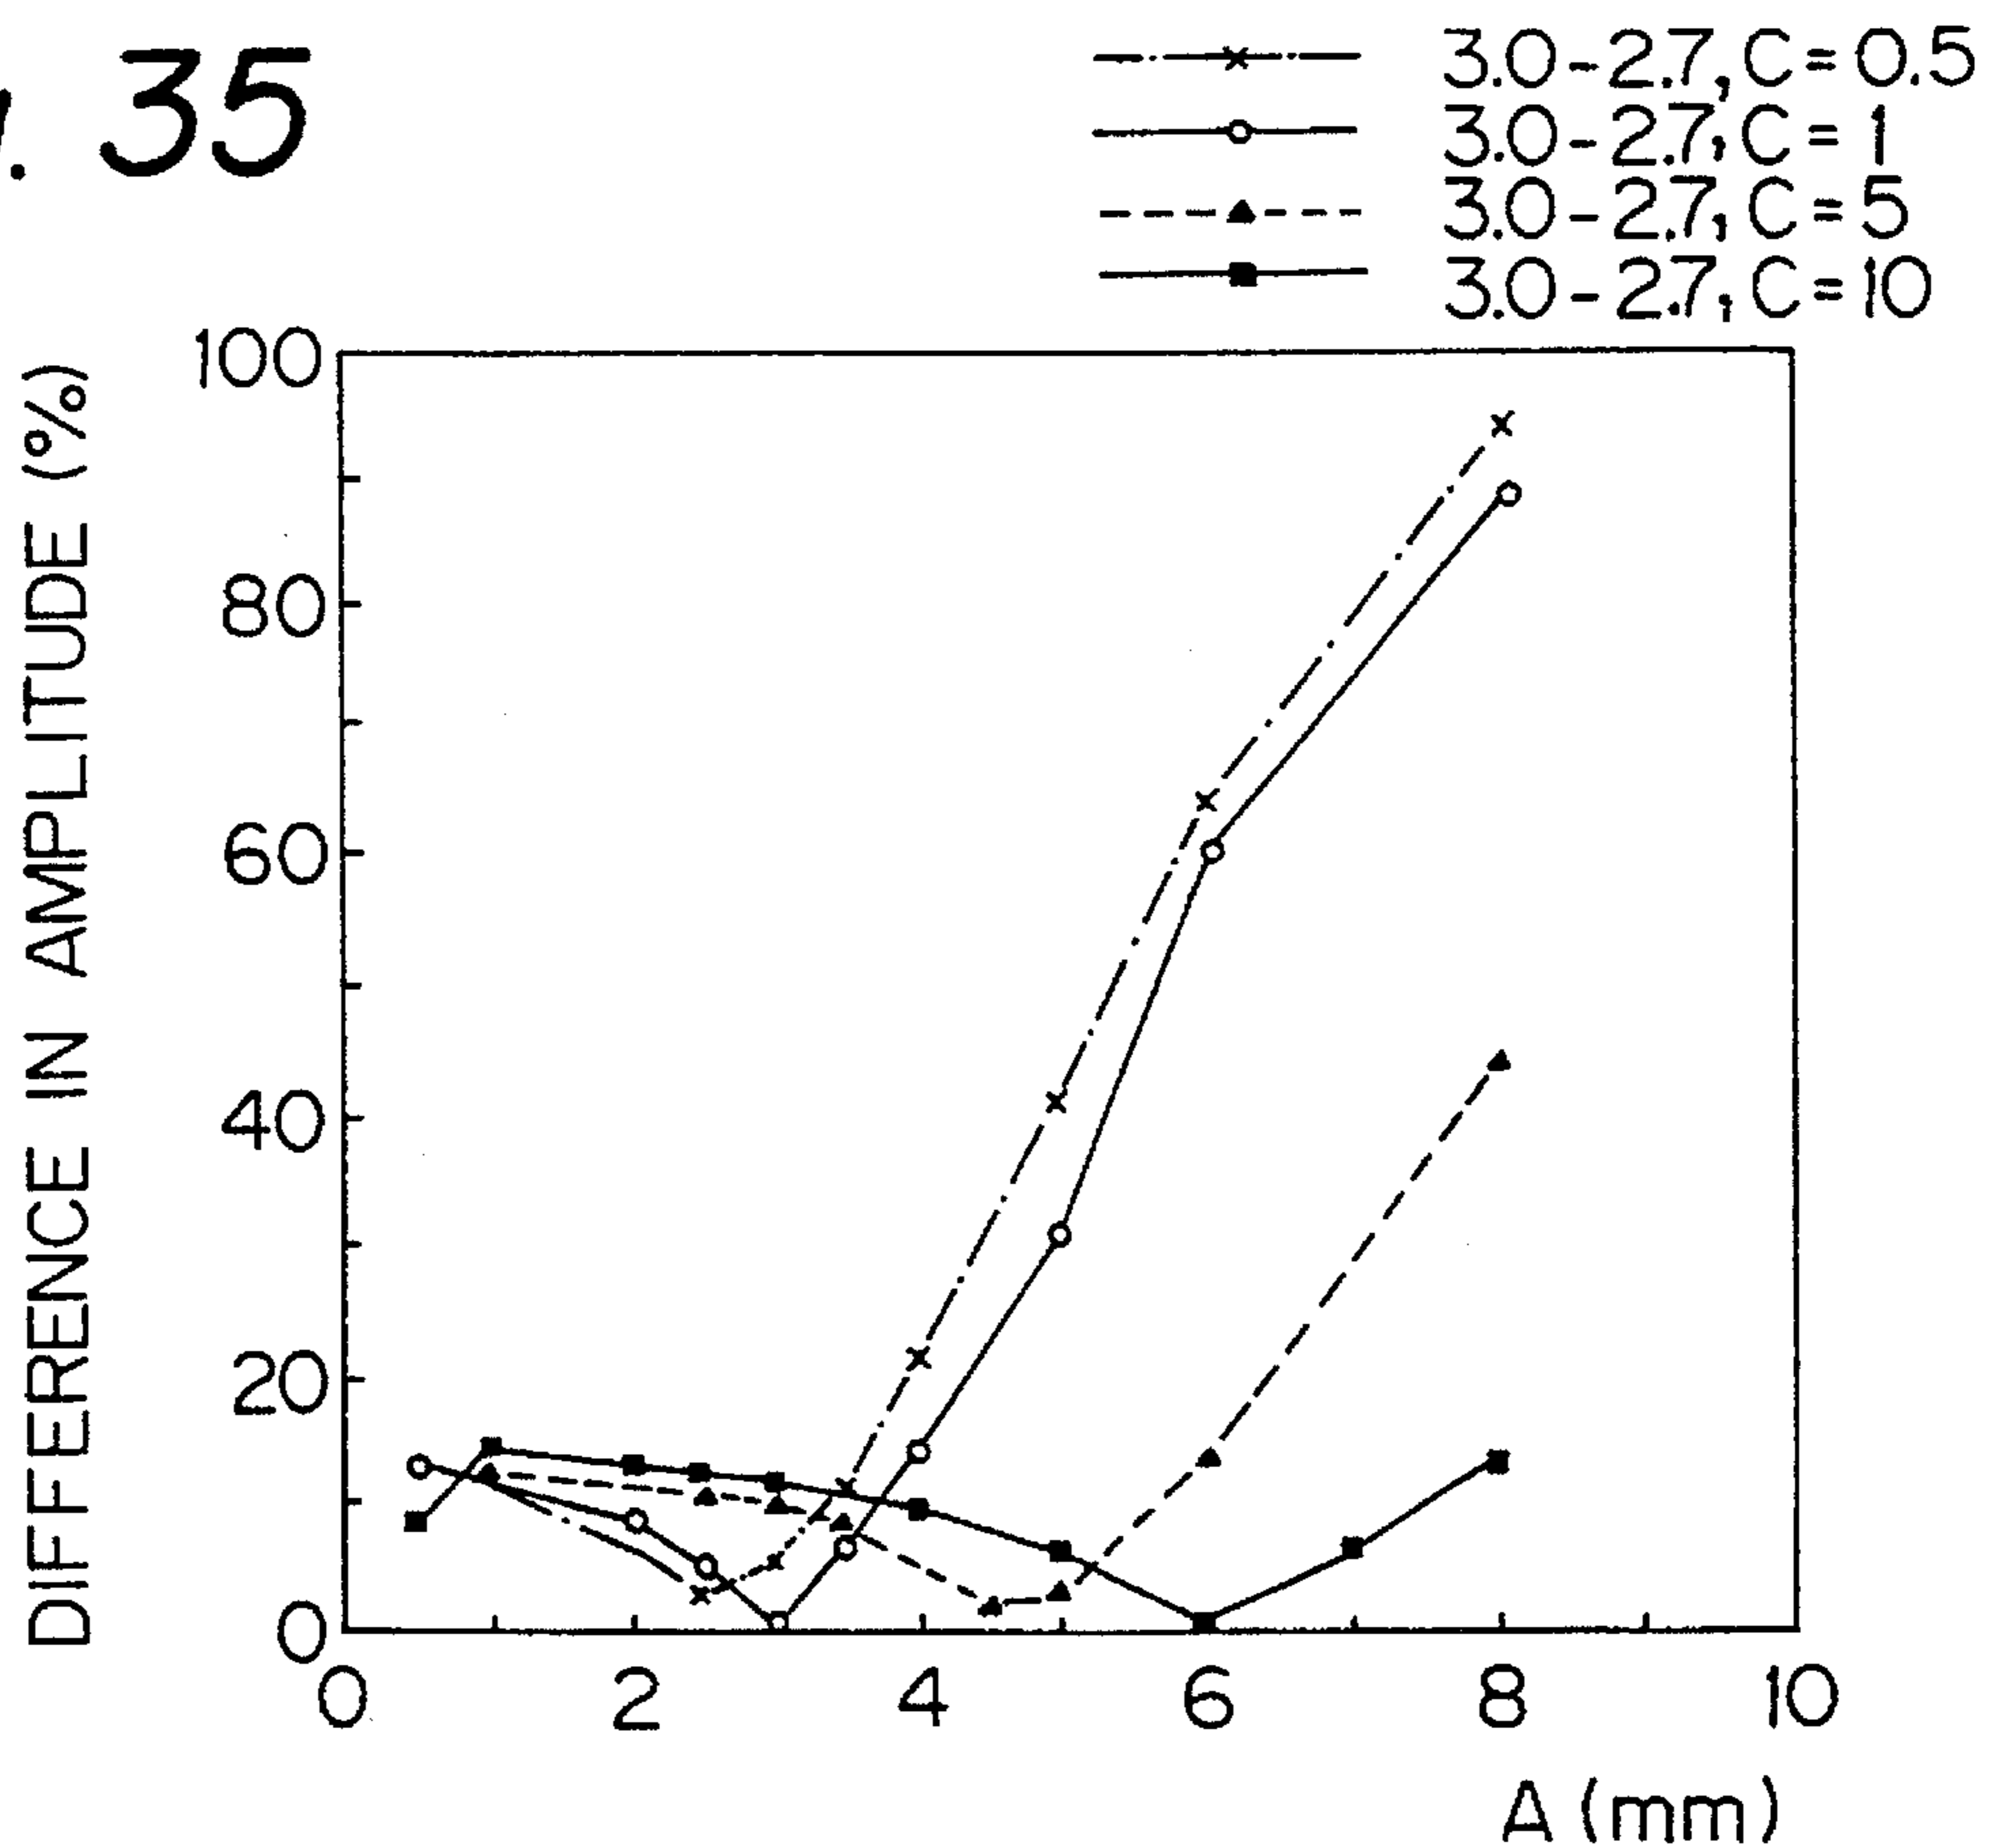 . 35
3.0-2.7, C=0.5
3.0-2.7, C=1
3.0-2.7, C=5
3.0-2.7, C=10
DIFFERENCE IN AMPLITUDE (%)
100
80
60
40
20
0
0 2 4 6 8 10
A (mm)